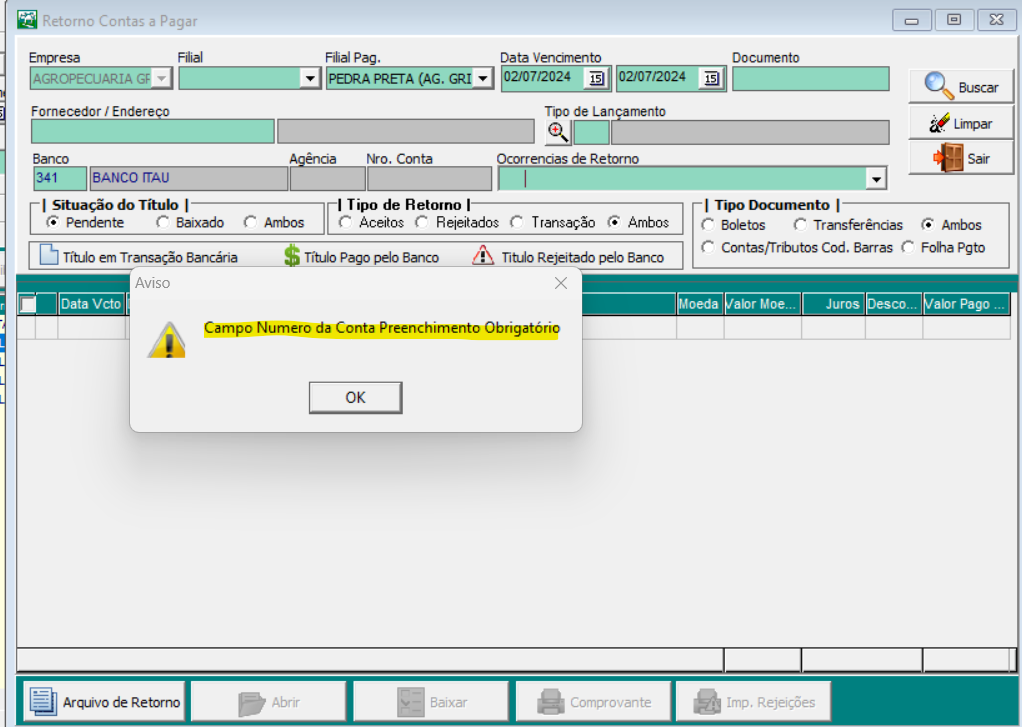 Retorno Contas a Pagar
Empresa Filial Filial Pag. Data Vencimento Documento
AGROPECUARIA GR PEDRA PRETA (AG. GRI 02/07/2024 15 02/07/2024 15
Buscar
Fornecedor / Endereço Tipo de Lançamento
Limpar
Banco Agência Nro. Conta Ocorrencias de Retorno
Sair
341 BANCO ITAU
| Situação do Título | | Tipo de Retorno | | Tipo Documento |
Pendente Baixado Ambos Aceitos Rejeitados Transação Ambos Boletos Transferências Ambos
Contas/Tributos Cod. Barras Folha Pgto
Título em Transação Bancária $ Título Pago pelo Banco Titulo Rejeitado pelo Banco
Aviso
Data Vcto Moeda Valor Moe... Juros Desco... Valor Pago ...
Campo Numero da Conta Preenchimento Obrigatório
OK
Arquivo de Retorno Abrir Baixar Comprovante Imp. Rejeições